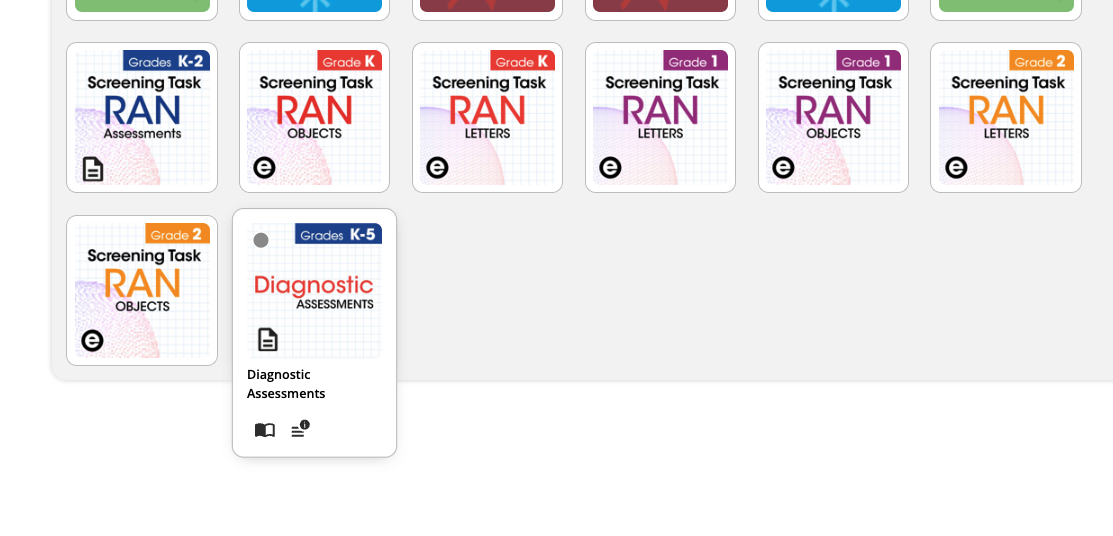 Grades K-2
Screening Task
RAN
Assessments
Grade K
Screening Task
RAN
OBJECTS
e
Grade K
Screening Task
RAN
LETTERS
e
Grade 1
Screening Task
RAN
LETTERS
e
Grade 1
Screening Task
RAN
OBJECTS
e
Grade 2
Screening Task
RAN
LETTERS
e
Grade 2
Screening Task
RAN
OBJECTS
e
Grades K-5
Diagnostic
ASSESSMENTS
Diagnostic
Assessments